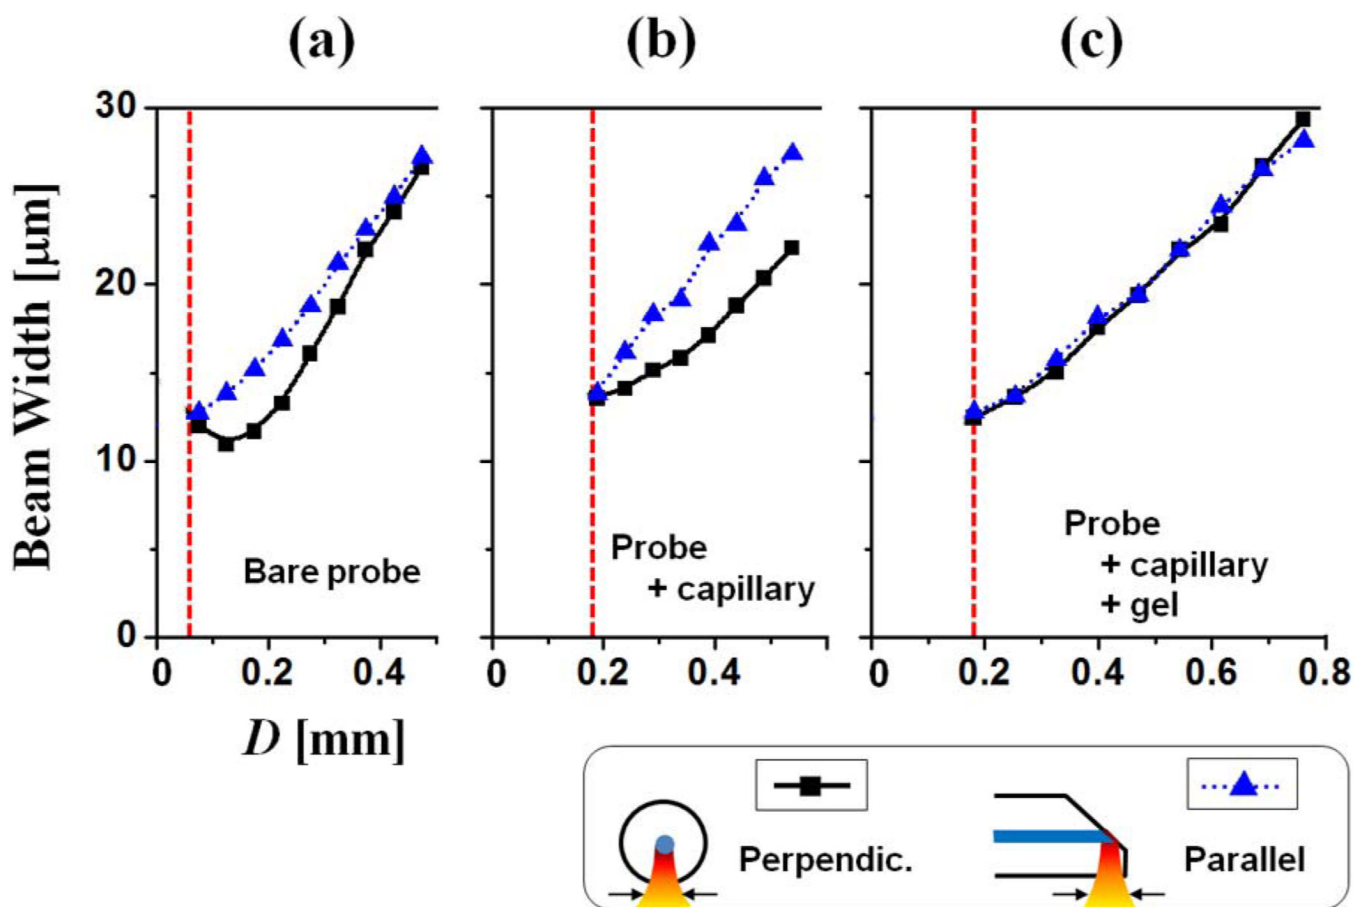 (a) (b) (c)
30
20
10
0
Beam Width [μm]
Bare probe
Probe
+ capillary
Probe
+ capillary
+ gel
0 0.2 0.4 0 0.2 0.4 0 0.2 0.4 0.6 0.8
D [mm]
Perpendic. Parallel